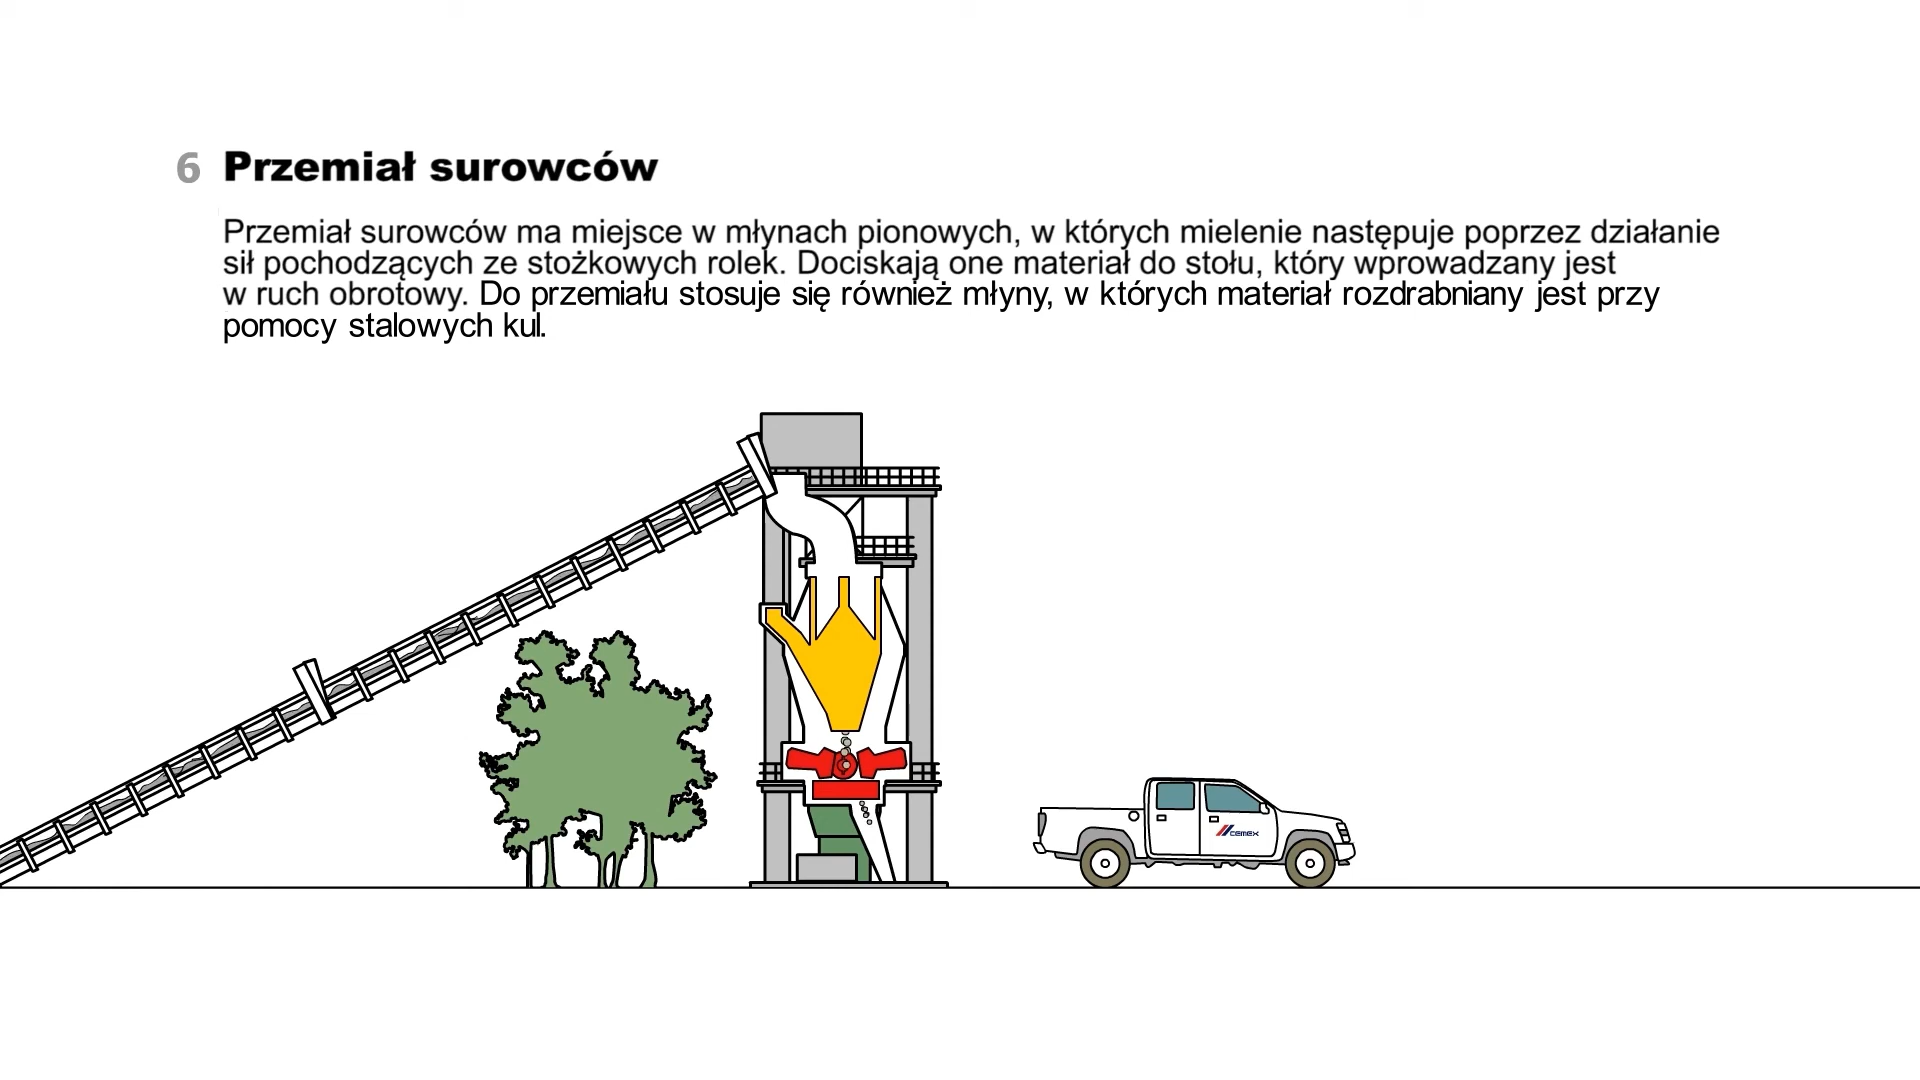 6 Przemiał surowców
Przemiał surowców ma miejsce w młynach pionowych, w których mielenie następuje poprzez działanie
sił pochodzących ze stożkowych rolek. Dociskają one materiał do stołu, który wprowadzany jest
w ruch obrotowy. Do przemiału stosuje się również młyny, w których materiał rozdrabniany jest przy
pomocy stalowych kul.
CEMEX